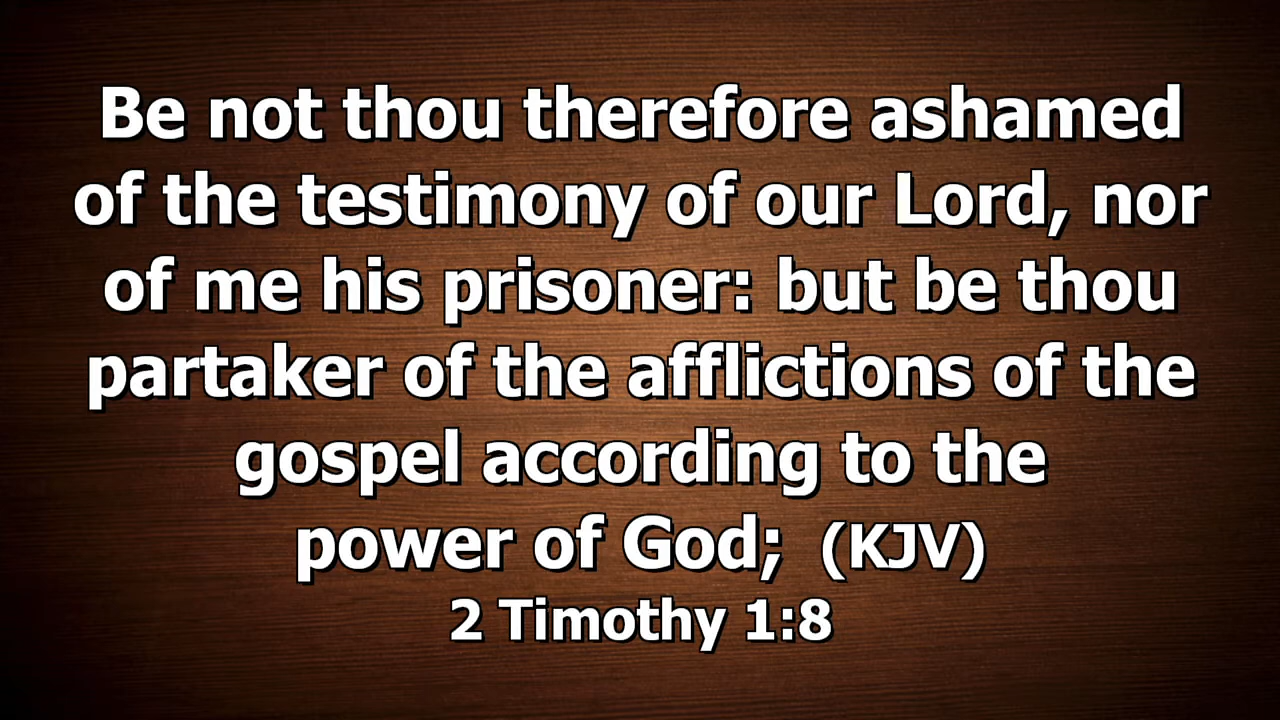 Be not thou therefore ashamed
of the testimony of our Lord, nor
of me his prisoner: but be thou
partaker of the afflictions of the
gospel according to the
power of God; (KJV)
2 Timothy 1:8